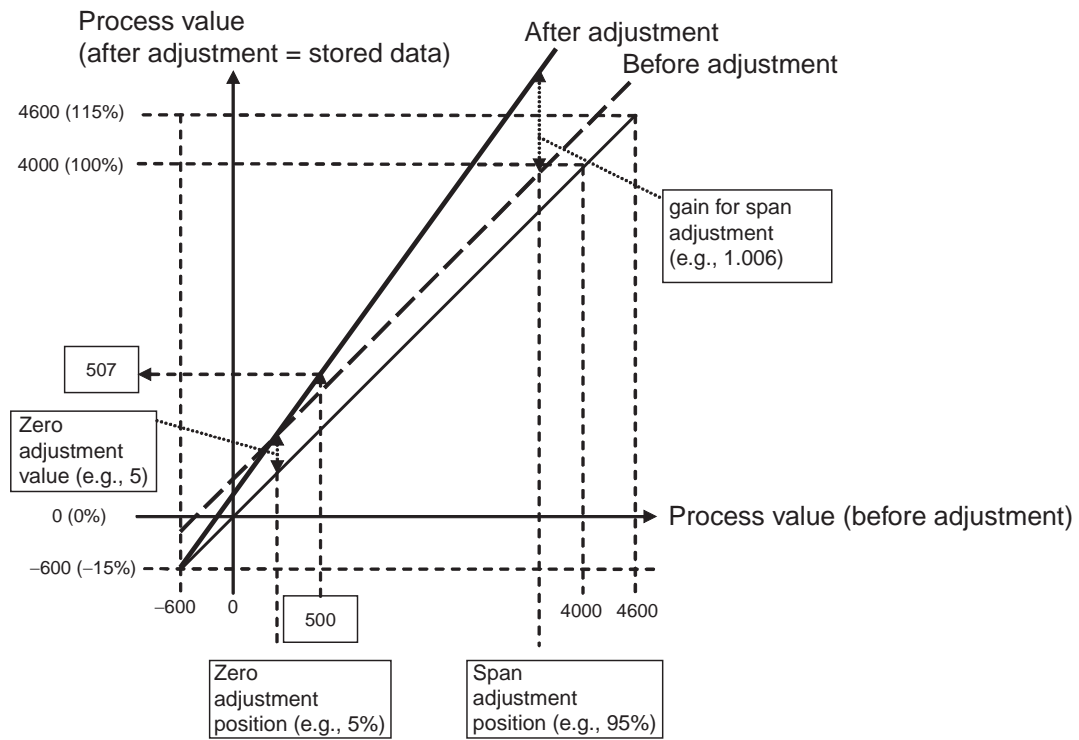 Process value
(after adjustment = stored data)
After adjustment
Before adjustment
4600 (115%)
4000 (100%)
gain for span
adjustment
(e.g., 1.006)
507
Zero
adjustment
value (e.g., 5)
0 (0%)
Process value (before adjustment)
−600 (−15%)
−600
0
500
4000
4600
Zero
adjustment
position (e.g., 5%)
Span
adjustment
position (e.g., 95%)